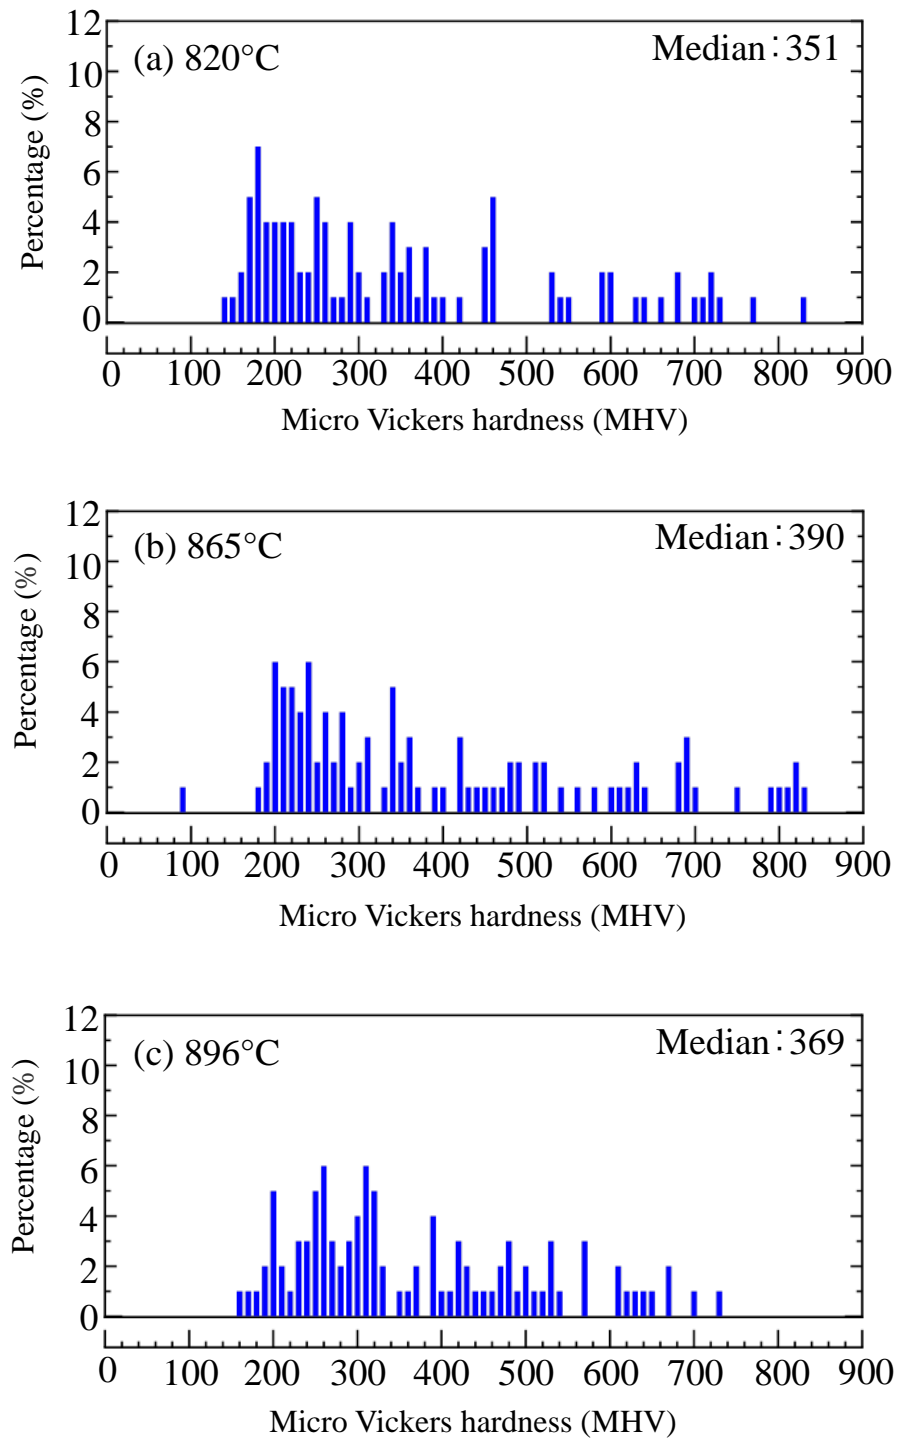 12
(a) 820°C
Median:351
10
8
6
4
2
0
Percentage (%)
0 100 200 300 400 500 600 700 800 900
Micro Vickers hardness (MHV)
12
(b) 865°C
Median:390
10
8
6
4
2
0
Percentage (%)
0 100 200 300 400 500 600 700 800 900
Micro Vickers hardness (MHV)
12
(c) 896°C
Median:369
10
8
6
4
2
0
Percentage (%)
0 100 200 300 400 500 600 700 800 900
Micro Vickers hardness (MHV)